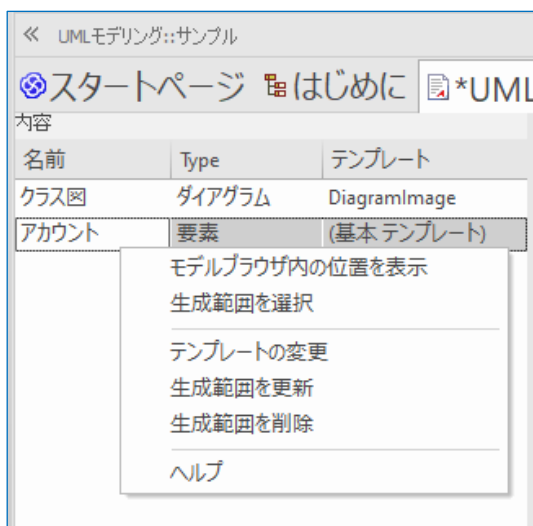 « UMLモデリング::サンプル
スタートページ はじめに *UML
内容
名前 Type テンプレート
クラス図 ダイアグラム DiagramImage
アカウント 要素 (基本 テンプレート)
モデルブラウザ内の位置を表示
生成範囲を選択
テンプレートの変更
生成範囲を更新
生成範囲を削除
ヘルプ